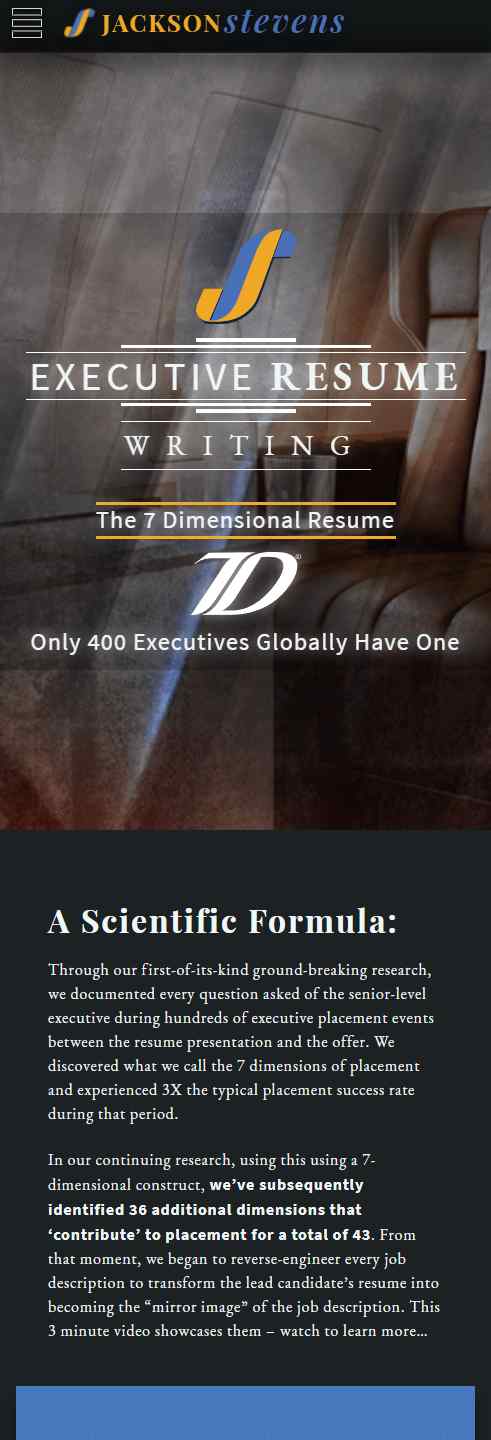 JACKSONstevens
EXECUTIVE RESUME
WRITING
The 7 Dimensional Resume
7D
Only 400 Executives Globally Have One
A Scientific Formula:
Through our first-of-its-kind ground-breaking research,
we documented every question asked of the senior-level
executive during hundreds of executive placement events
between the resume presentation and the offer. We
discovered what we call the 7 dimensions of placement
and experienced 3X the typical placement success rate
during that period.
In our continuing research, using this using a 7-
dimensional construct, we’ve subsequently
identified 36 additional dimensions that
‘contribute’ to placement for a total of 43. From
that moment, we began to reverse-engineer every job
description to transform the lead candidate’s resume into
becoming the “mirror image” of the job description. This
3 minute video showcases them – watch to learn more…